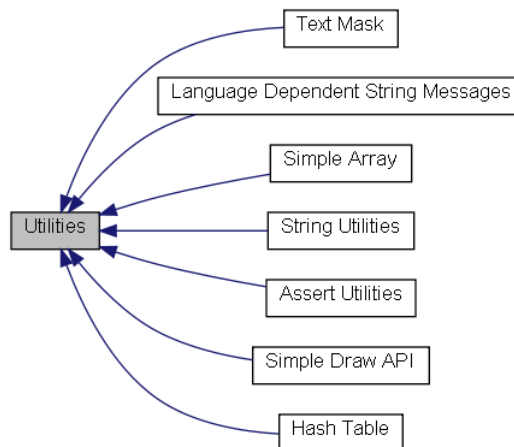 Text Mask
Language Dependent String Messages
Simple Array
Utilities
String Utilities
Assert Utilities
Simple Draw API
Hash Table